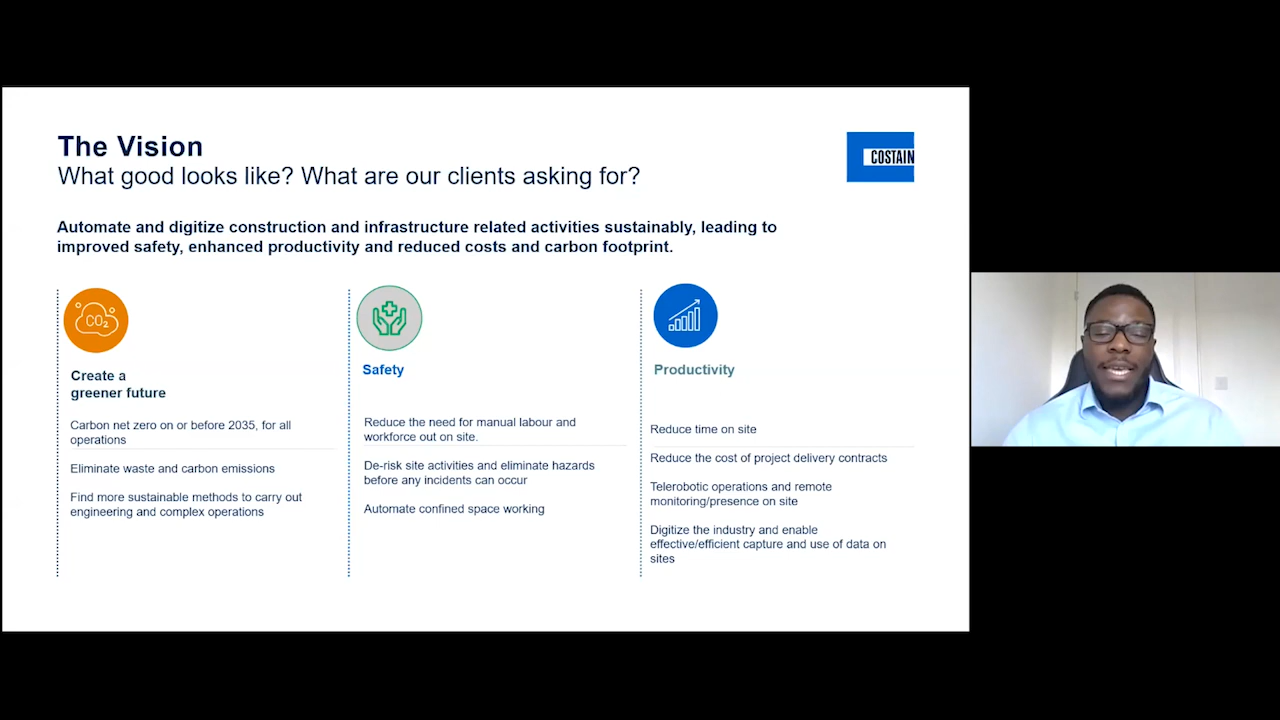 The Vision
What good looks like? What are our clients asking for?
COSTAIN
Automate and digitize construction and infrastructure related activities sustainably, leading to
improved safety, enhanced productivity and reduced costs and carbon footprint.
CO2
Create a
greener future
Carbon net zero on or before 2035, for all
operations
Eliminate waste and carbon emissions
Find more sustainable methods to carry out
engineering and complex operations
Safety
Reduce the need for manual labour and
workforce out on site.
De-risk site activities and eliminate hazards
before any incidents can occur
Automate confined space working
Productivity
Reduce time on site
Reduce the cost of project delivery contracts
Telerobotic operations and remote
monitoring/presence on site
Digitize the industry and enable
effective/efficient capture and use of data on
sites